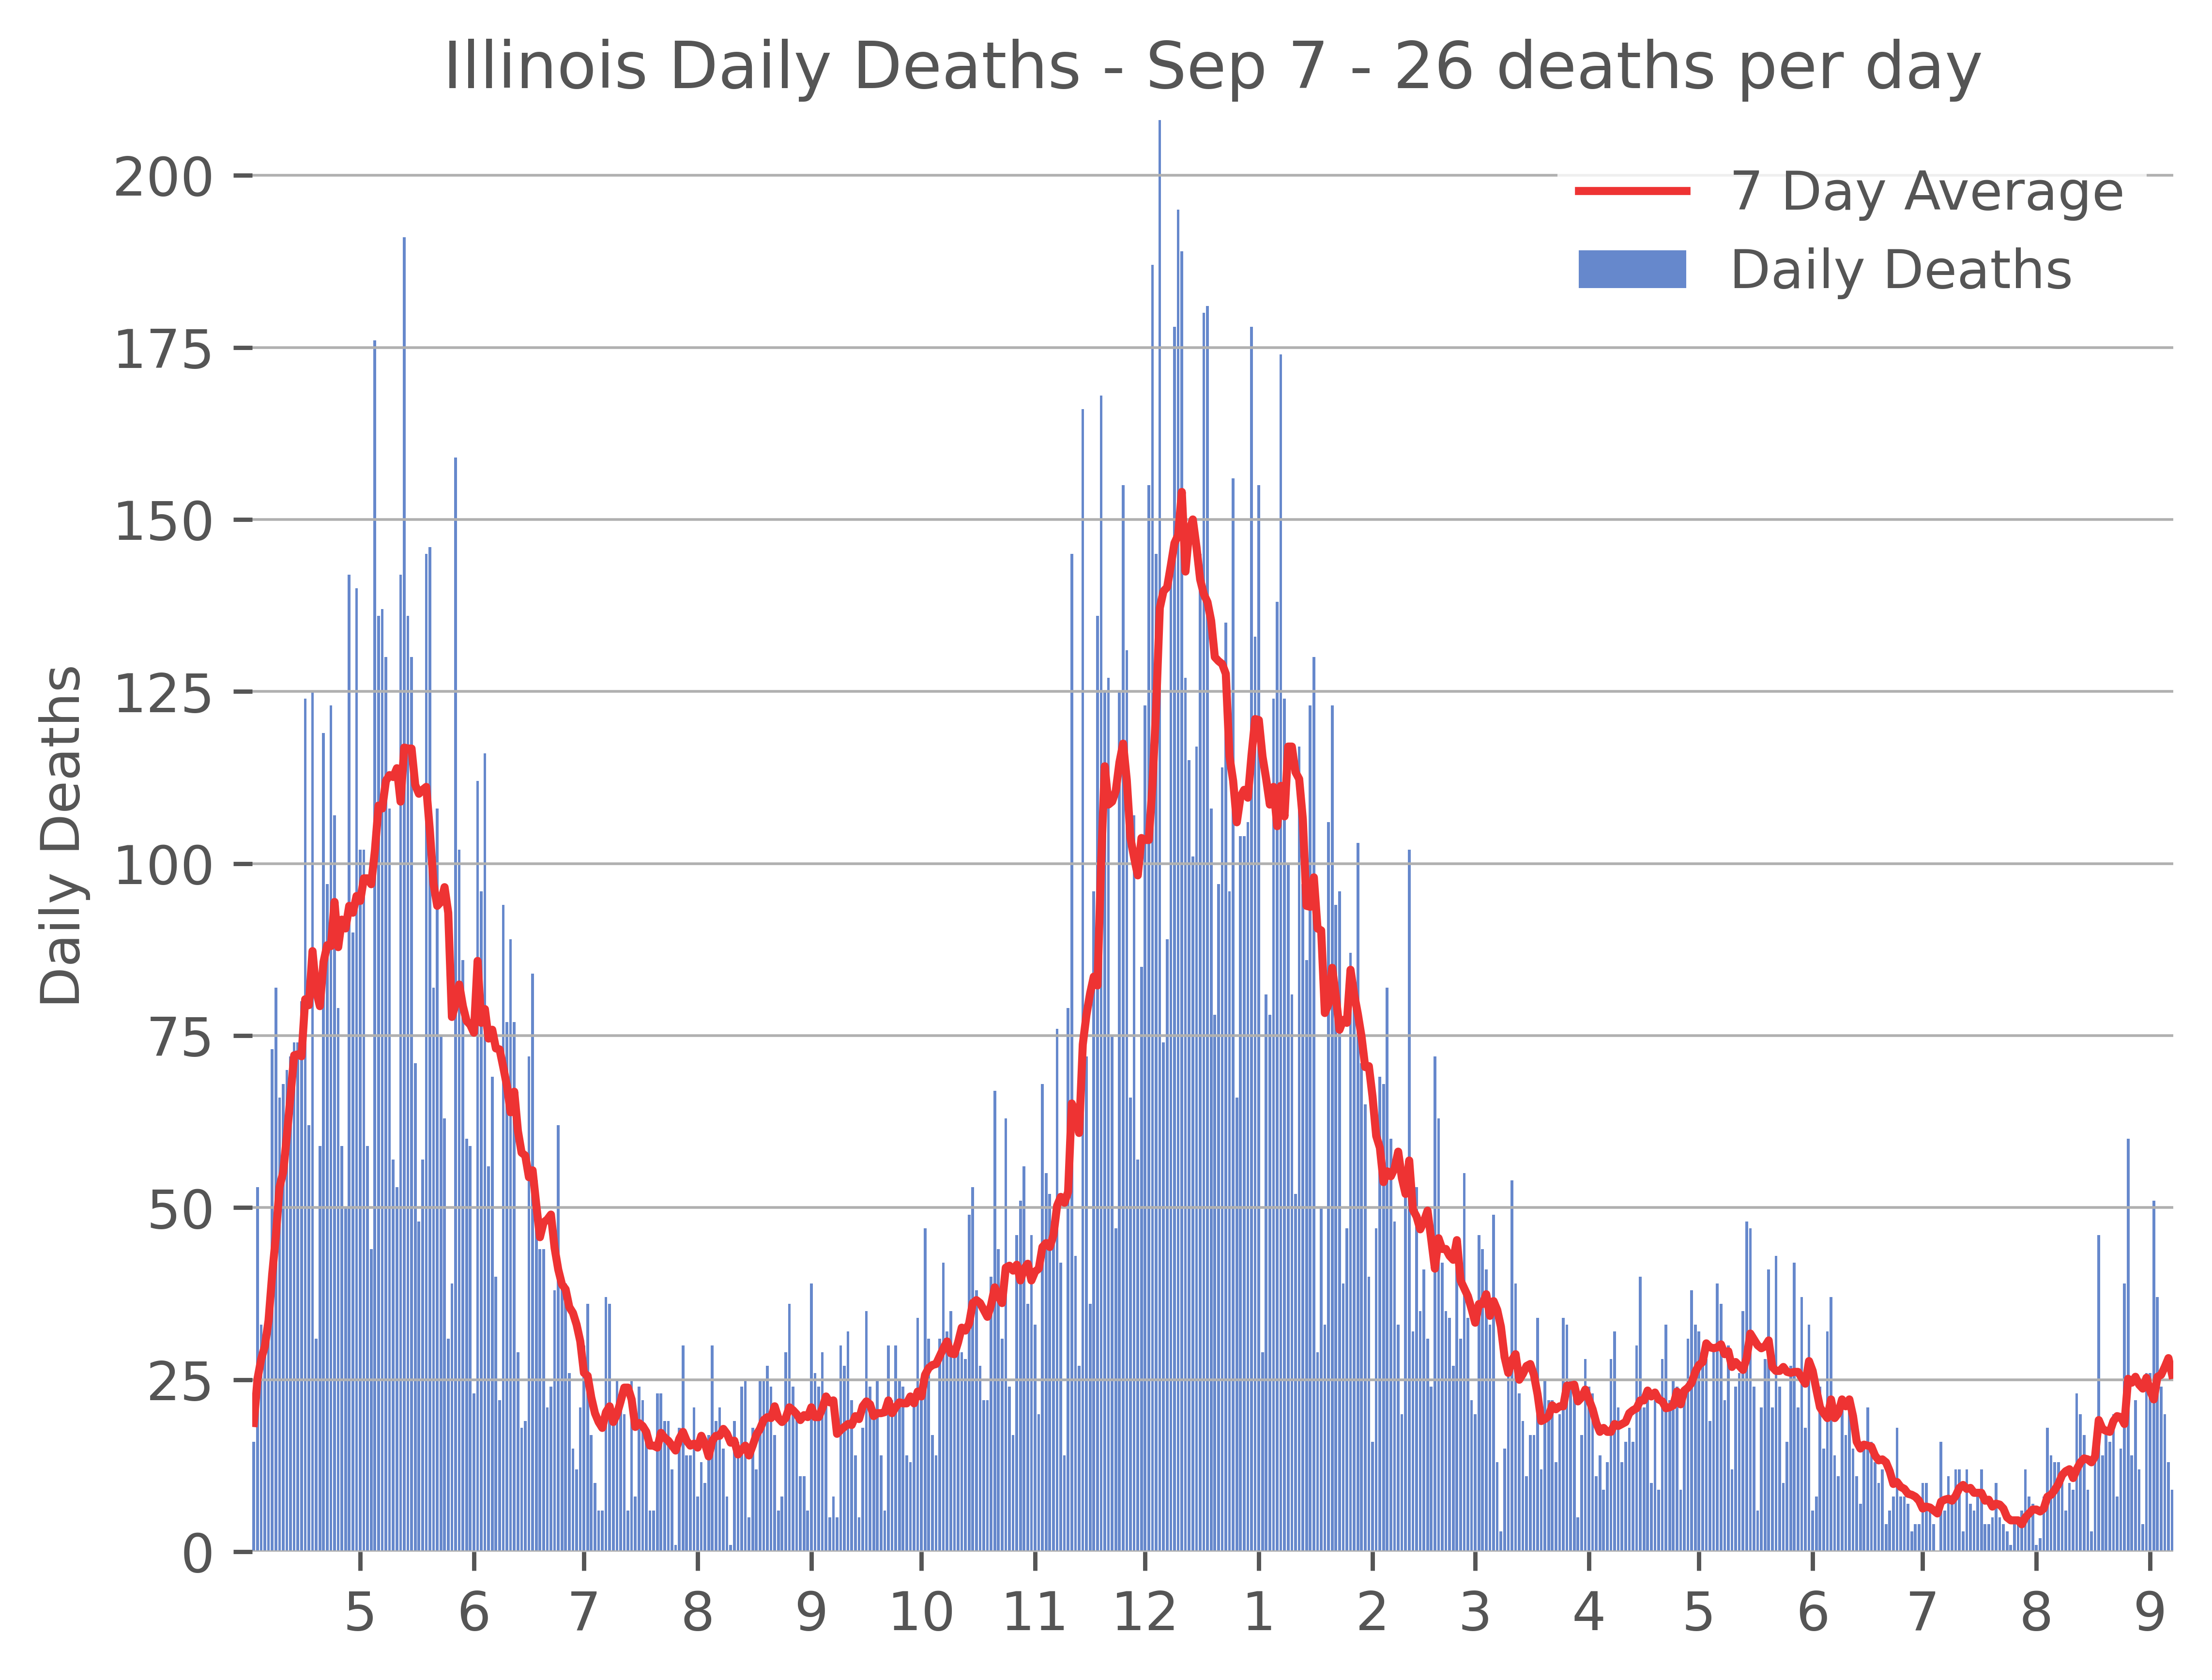 Illinois Daily Deaths - Sep 7 - 26 deaths per day
7 Day Average
Daily Deaths
Daily Deaths
200
175
150
125
100
75
50
25
0
5 6 7 8 9 10 11 12 1 2 3 4 5 6 7 8 9